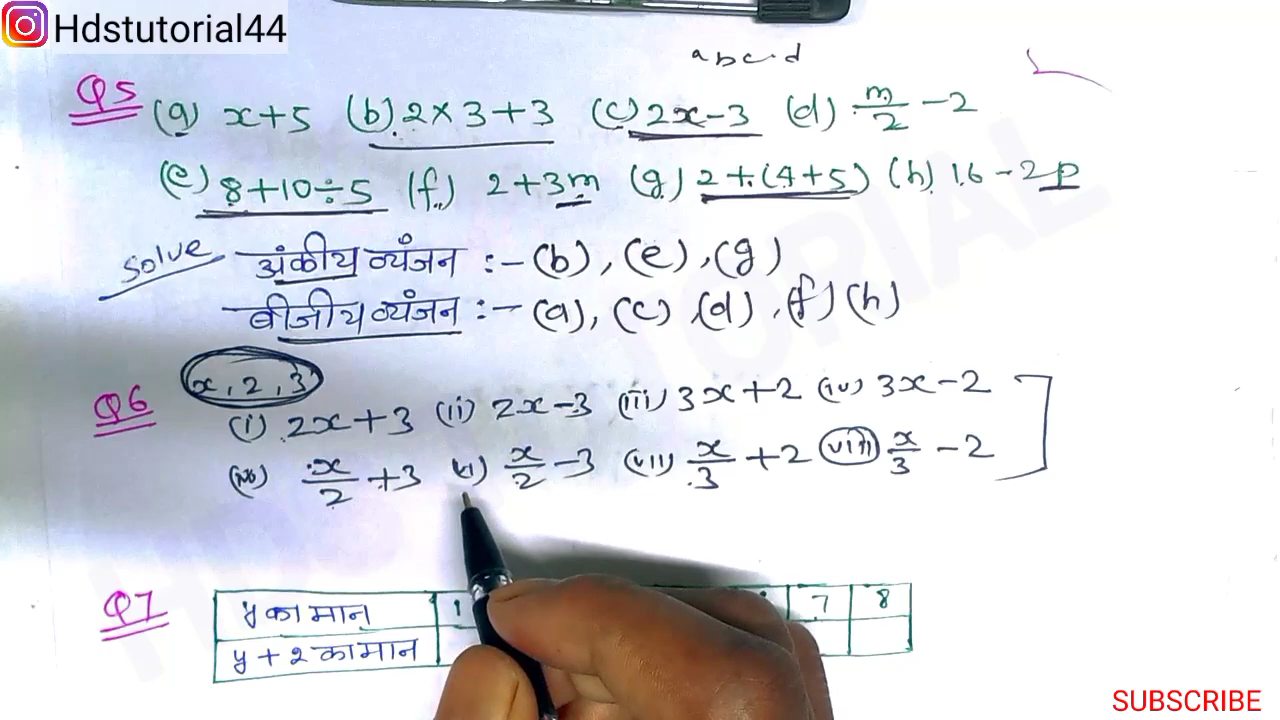 Hdstutorial44
a b c d
Q5 (a) x+5 (b) 2×3+3 (c) 2x-3 (d) m/2 -2
(e) 8+10÷5 (f) 2+3m (g) 2+(4+5) (h) 16-2p
Solve अंकीय व्यंजन :- (b), (e), (g)
बीजीय व्यंजन :- (a), (c), (d), (f) (h)
x, 2, 3
Q6 (i) 2x+3 (ii) 2x-3 (iii) 3x+2 (iv) 3x-2
x/2 +3 (vi) x/2 -3 (vii) x/3 +2 (viii) x/3 -2
Q7 y का मान 1 7 8
y+2 का मान
SUBSCRIBE